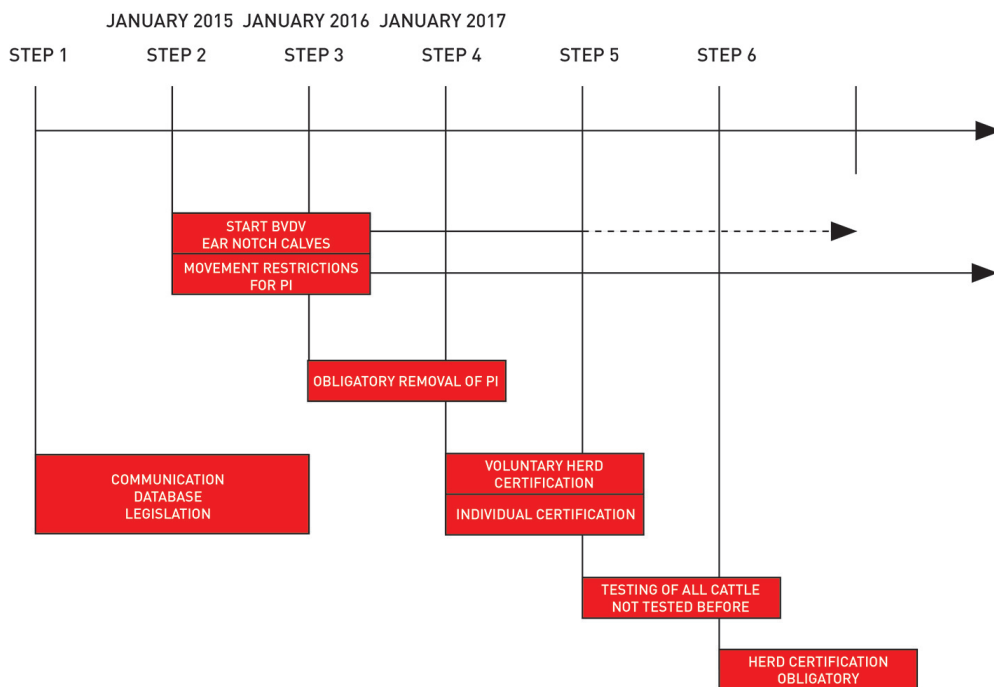 JANUARY 2015 JANUARY 2016 JANUARY 2017
STEP 1 STEP 2 STEP 3 STEP 4 STEP 5 STEP 6
START BVDV
EAR NOTCH CALVES
MOVEMENT RESTRICTIONS
FOR PI
OBLIGATORY REMOVAL OF PI
COMMUNICATION
DATABASE
LEGISLATION
VOLUNTARY HERD
CERTIFICATION
INDIVIDUAL CERTIFICATION
TESTING OF ALL CATTLE
NOT TESTED BEFORE
HERD CERTIFICATION
OBLIGATORY